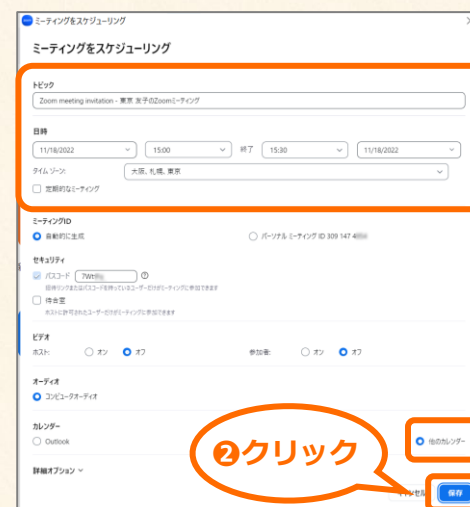 ミーティングをスケジューリング
ミーティングをスケジューリング
トピック
Zoom meeting invitation - 東京 友子のZoomミーティング
日時
11/18/2022 15:00 終了 15:30 11/18/2022
タイム ゾーン: 大阪、札幌、東京
定期的なミーティング
ミーティングID
自動的に生成 パーソナル ミーティング ID 309 147 4
セキュリティ
パスコード 7Wt
招待リンクまたはパスコードを持っているユーザーだけがミーティングに参加できます
待合室
ホストに許可されたユーザーだけがミーティングに参加できます
ビデオ
ホスト: オン オフ 参加者: オン オフ
オーディオ
コンピュータオーディオ
カレンダー
Outlook 他のカレンダー
❷クリック
詳細オプション
保存